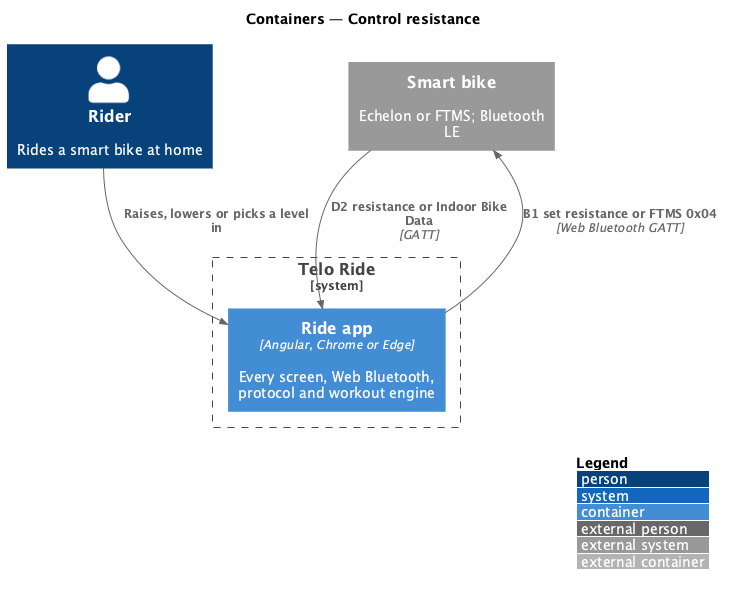 Containers — Control resistance
Rider
Rides a smart bike at home
Smart bike
Echelon or FTMS; Bluetooth
LE
Raises, lowers or picks a level
in
D2 resistance or Indoor Bike
Data
[GATT]
B1 set resistance or FTMS 0x04
[Web Bluetooth GATT]
Telo Ride
[system]
Ride app
[Angular, Chrome or Edge]
Every screen, Web Bluetooth,
protocol and workout engine
Legend
person
system
container
external person
external system
external container